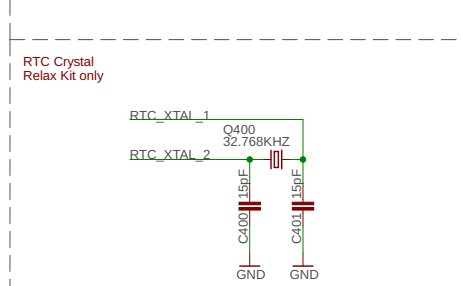 RTC Crystal
Relax Kit only
RTC_XTAL_1
Q400
32.768KHZ
RTC_XTAL_2
15pF
15pF
C400
C401
GND
GND